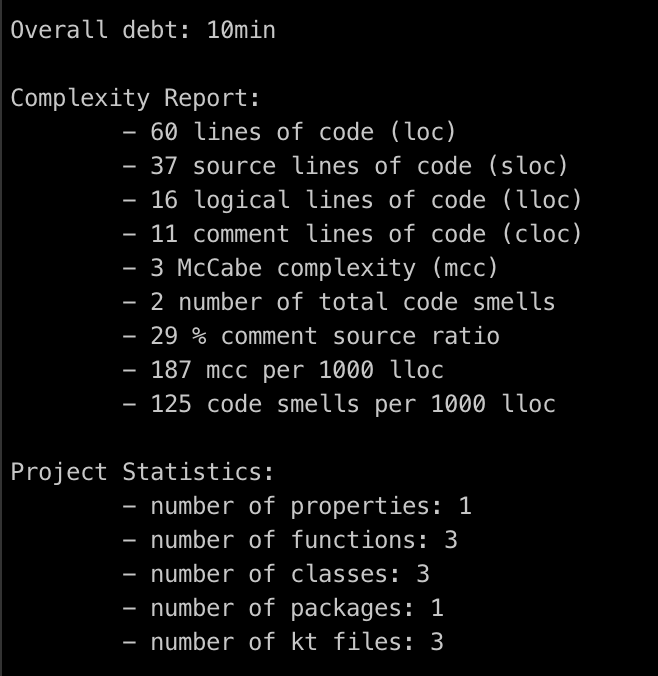 Overall debt: 10min
Complexity Report:
- 60 lines of code (loc)
- 37 source lines of code (sloc)
- 16 logical lines of code (lloc)
- 11 comment lines of code (cloc)
- 3 McCabe complexity (mcc)
- 2 number of total code smells
- 29 % comment source ratio
- 187 mcc per 1000 lloc
- 125 code smells per 1000 lloc
Project Statistics:
- number of properties: 1
- number of functions: 3
- number of classes: 3
- number of packages: 1
- number of kt files: 3